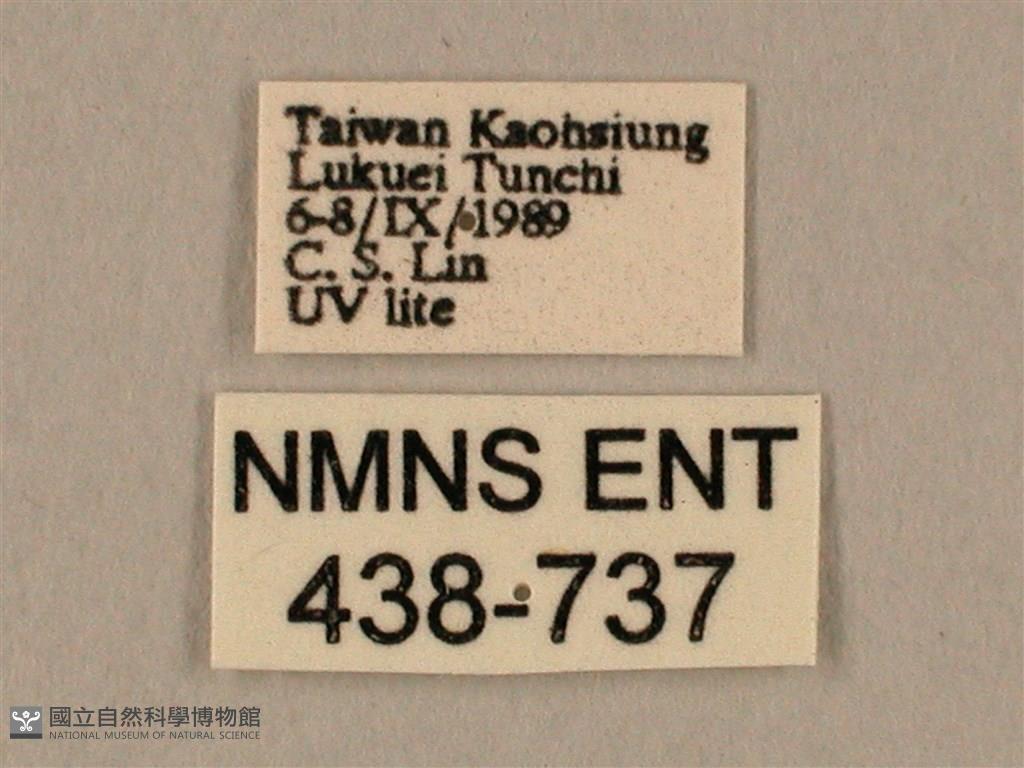 Taiwan Kaohsiung
Lukuei Tunchi
6-8/IX/1989
C. S. Lin
UV lite
NMNS ENT
438-737
國立自然科學博物館
NATIONAL MUSEUM OF NATURAL SCIENCE